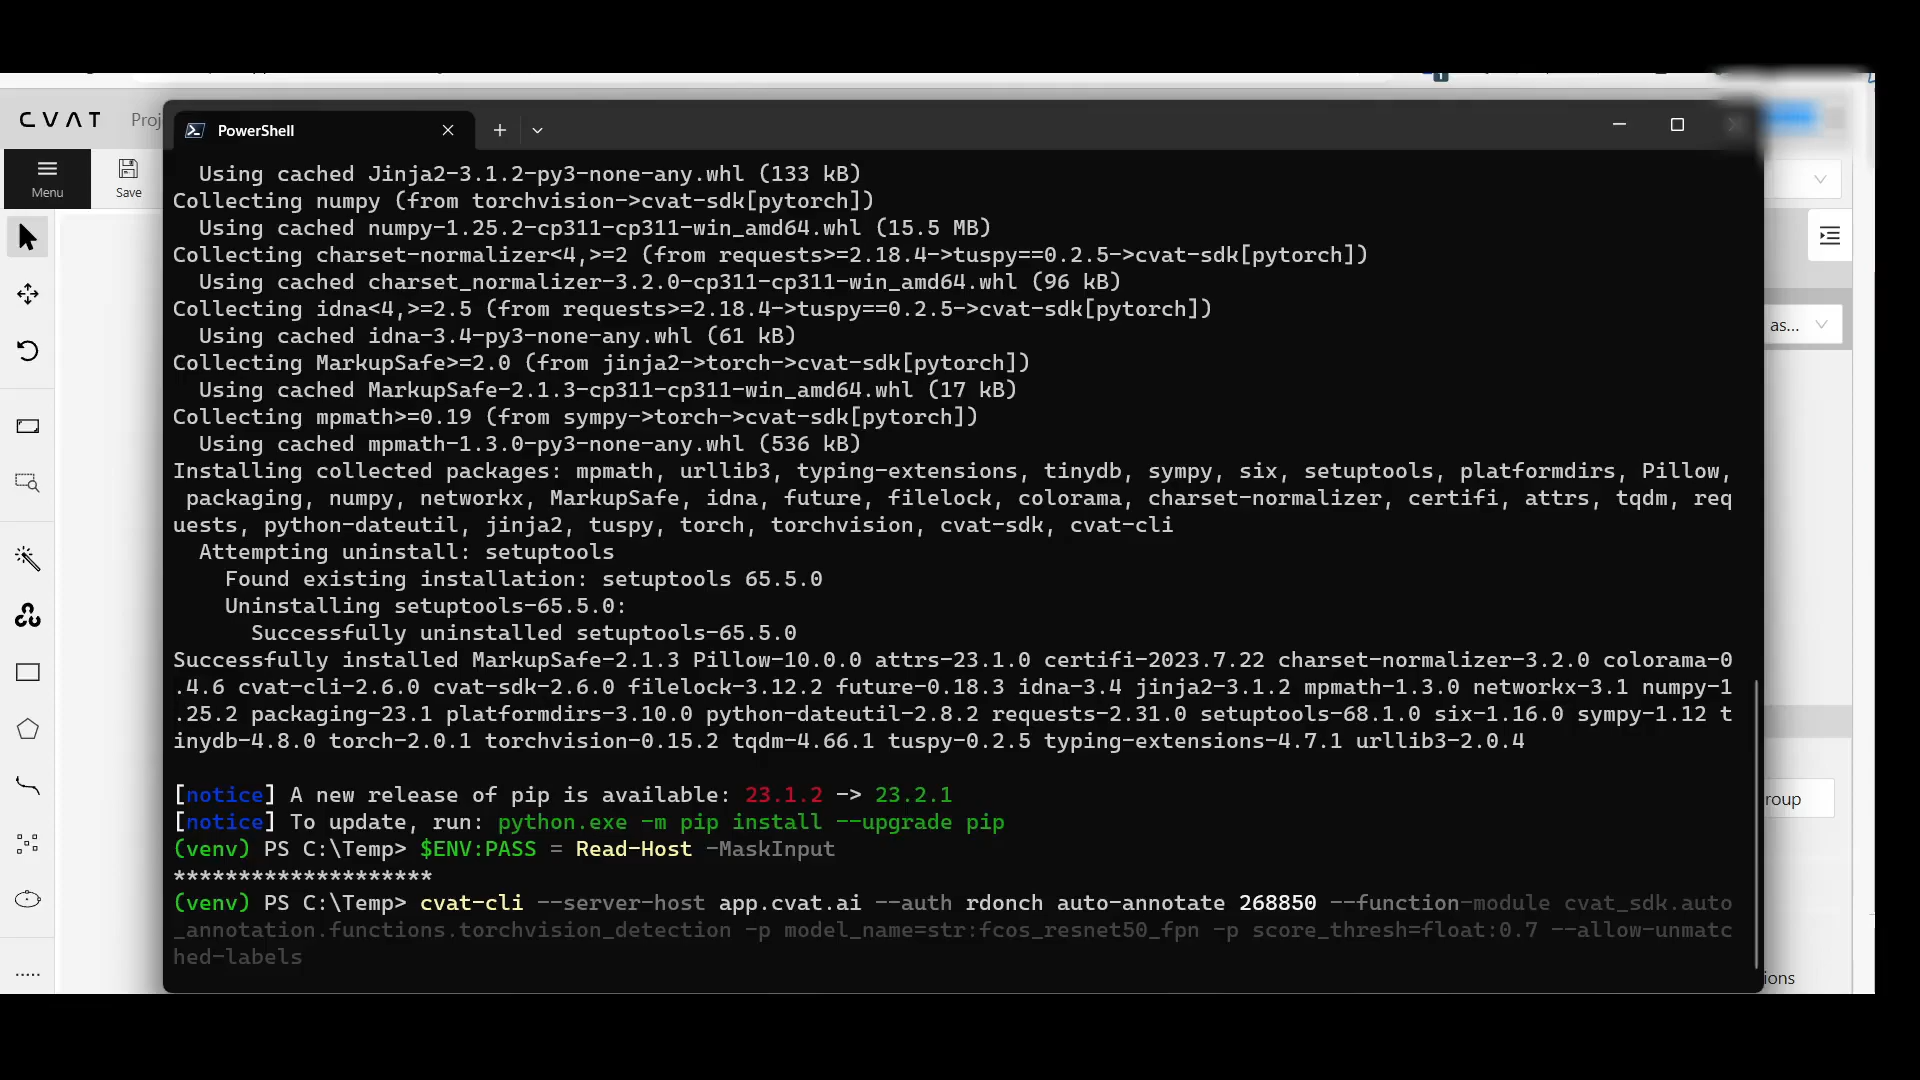 CVAT
Proj
PowerShell
Menu
Save
Using cached Jinja2-3.1.2-py3-none-any.whl (133 kB)
Collecting numpy (from torchvision->cvat-sdk[pytorch])
Using cached numpy-1.25.2-cp311-cp311-win_amd64.whl (15.5 MB)
Collecting charset-normalizer<4,>=2 (from requests>=2.18.4->tuspy==0.2.5->cvat-sdk[pytorch])
Using cached charset_normalizer-3.2.0-cp311-cp311-win_amd64.whl (96 kB)
Collecting idna<4,>=2.5 (from requests>=2.18.4->tuspy==0.2.5->cvat-sdk[pytorch])
Using cached idna-3.4-py3-none-any.whl (61 kB)
Collecting MarkupSafe>=2.0 (from jinja2->torch->cvat-sdk[pytorch])
Using cached MarkupSafe-2.1.3-cp311-cp311-win_amd64.whl (17 kB)
Collecting mpmath>=0.19 (from sympy->torch->cvat-sdk[pytorch])
Using cached mpmath-1.3.0-py3-none-any.whl (536 kB)
Installing collected packages: mpmath, urllib3, typing-extensions, tinydb, sympy, six, setuptools, platformdirs, Pillow,
packaging, numpy, networkx, MarkupSafe, idna, future, filelock, colorama, charset-normalizer, certifi, attrs, tqdm, req
uests, python-dateutil, jinja2, tuspy, torch, torchvision, cvat-sdk, cvat-cli
Attempting uninstall: setuptools
Found existing installation: setuptools 65.5.0
Uninstalling setuptools-65.5.0:
Successfully uninstalled setuptools-65.5.0
Successfully installed MarkupSafe-2.1.3 Pillow-10.0.0 attrs-23.1.0 certifi-2023.7.22 charset-normalizer-3.2.0 colorama-0
.4.6 cvat-cli-2.6.0 cvat-sdk-2.6.0 filelock-3.12.2 future-0.18.3 idna-3.4 jinja2-3.1.2 mpmath-1.3.0 networkx-3.1 numpy-1
.25.2 packaging-23.1 platformdirs-3.10.0 python-dateutil-2.8.2 requests-2.31.0 setuptools-68.1.0 six-1.16.0 sympy-1.12 t
inydb-4.8.0 torch-2.0.1 torchvision-0.15.2 tqdm-4.66.1 tuspy-0.2.5 typing-extensions-4.7.1 urllib3-2.0.4
[notice] A new release of pip is available: 23.1.2 -> 23.2.1
[notice] To update, run: python.exe -m pip install --upgrade pip
(venv) PS C:\Temp> $ENV:PASS = Read-Host -MaskInput
********************
(venv) PS C:\Temp> cvat-cli --server-host app.cvat.ai --auth rdonch auto-annotate 268850 --function-module cvat_sdk.auto
_annotation.functions.torchvision_detection -p model_name=str:fcos_resnet50_fpn -p score_thresh=float:0.7 --allow-unmatc
hed-labels
as...
roup
ions